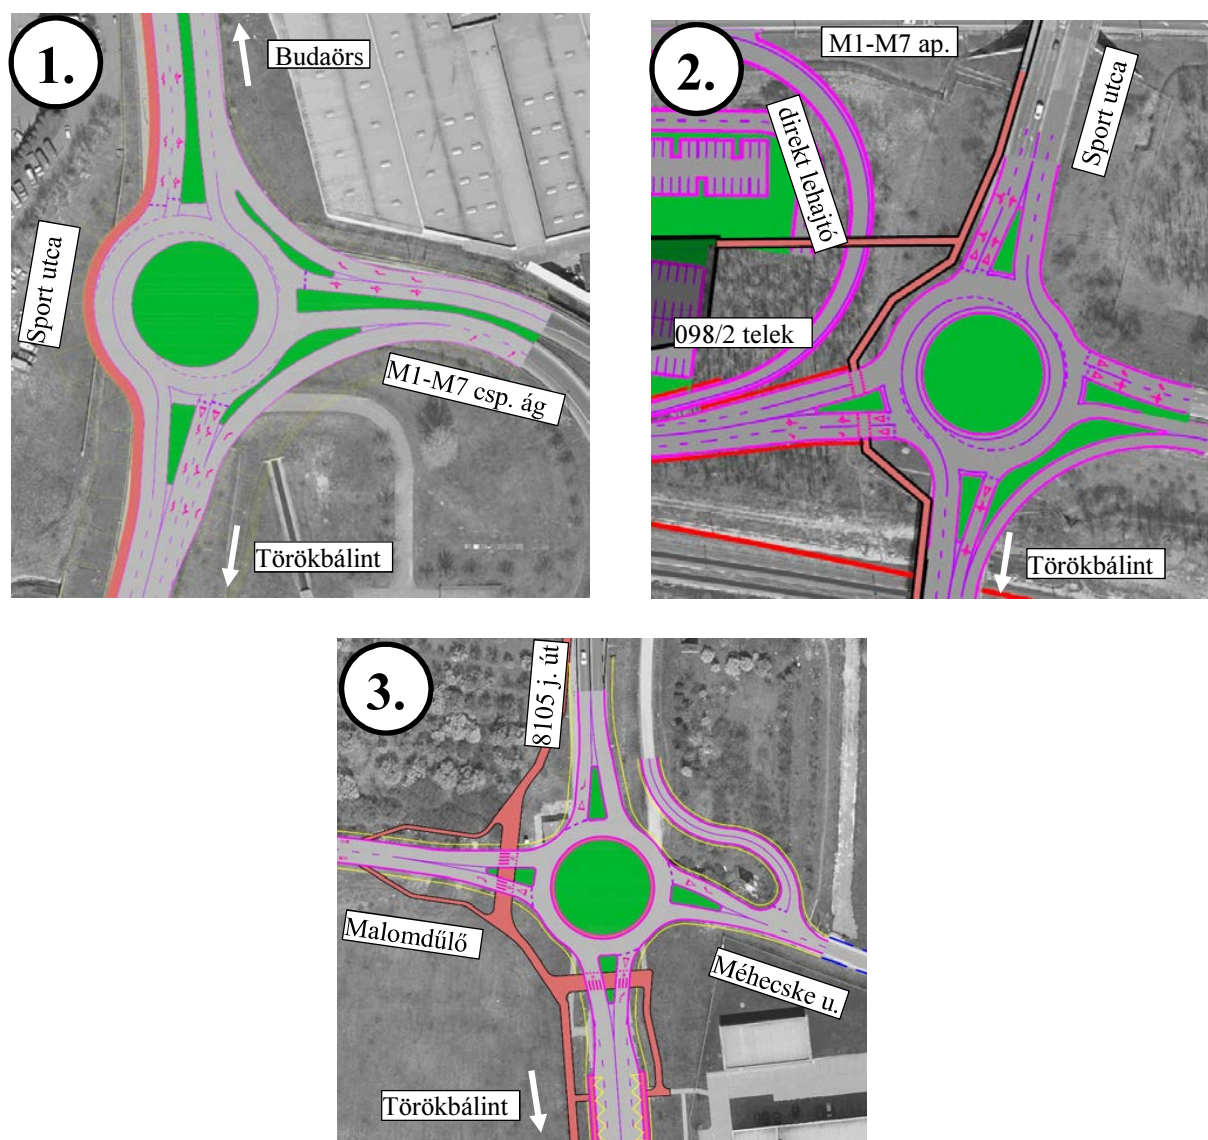 1.
Budaörs
Sport utca
M1-M7 csp. ág
Törökbálint
2.
M1-M7 ap.
Sport utca
direkt lehajtó
098/2 telek
Törökbálint
3.
8105 j. út
Malomdűlő
Méhecske u.
Törökbálint